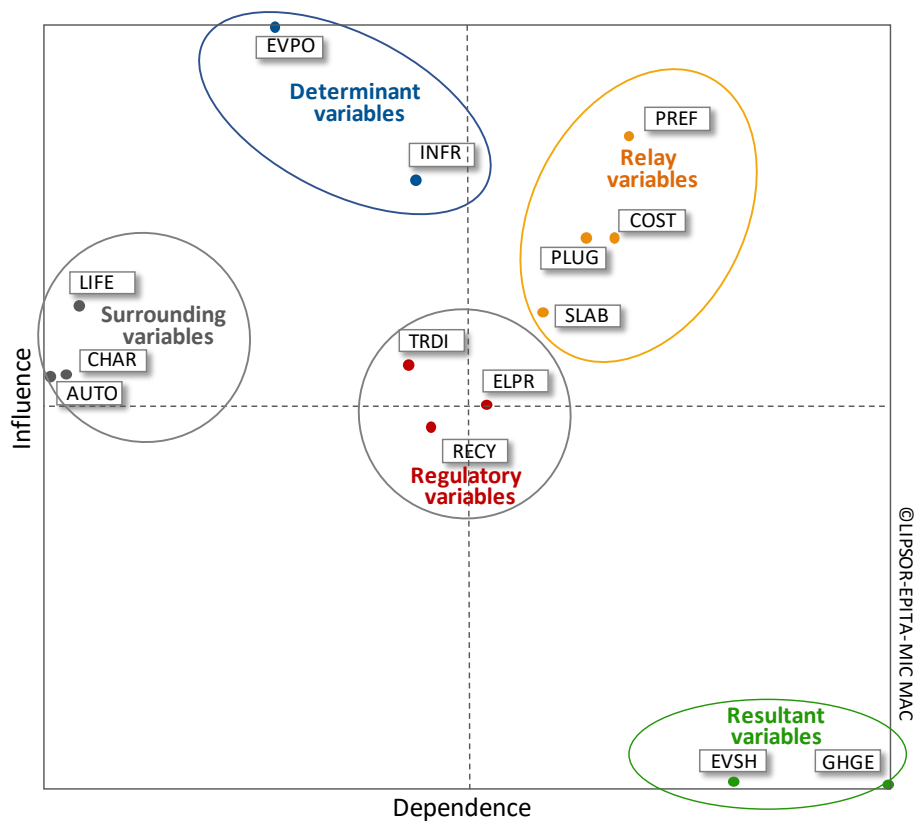 EVPO
Determinant
variables
PREF
INFR
Relay
variables
COST
PLUG
LIFE
Surrounding
variables
SLAB
TRDI
CHAR
ELPR
AUTO
Influence
RECY
Regulatory
variables
©LIPSOR-EPITA-MIC MAC
Resultant
variables
EVSH
GHGE
Dependence